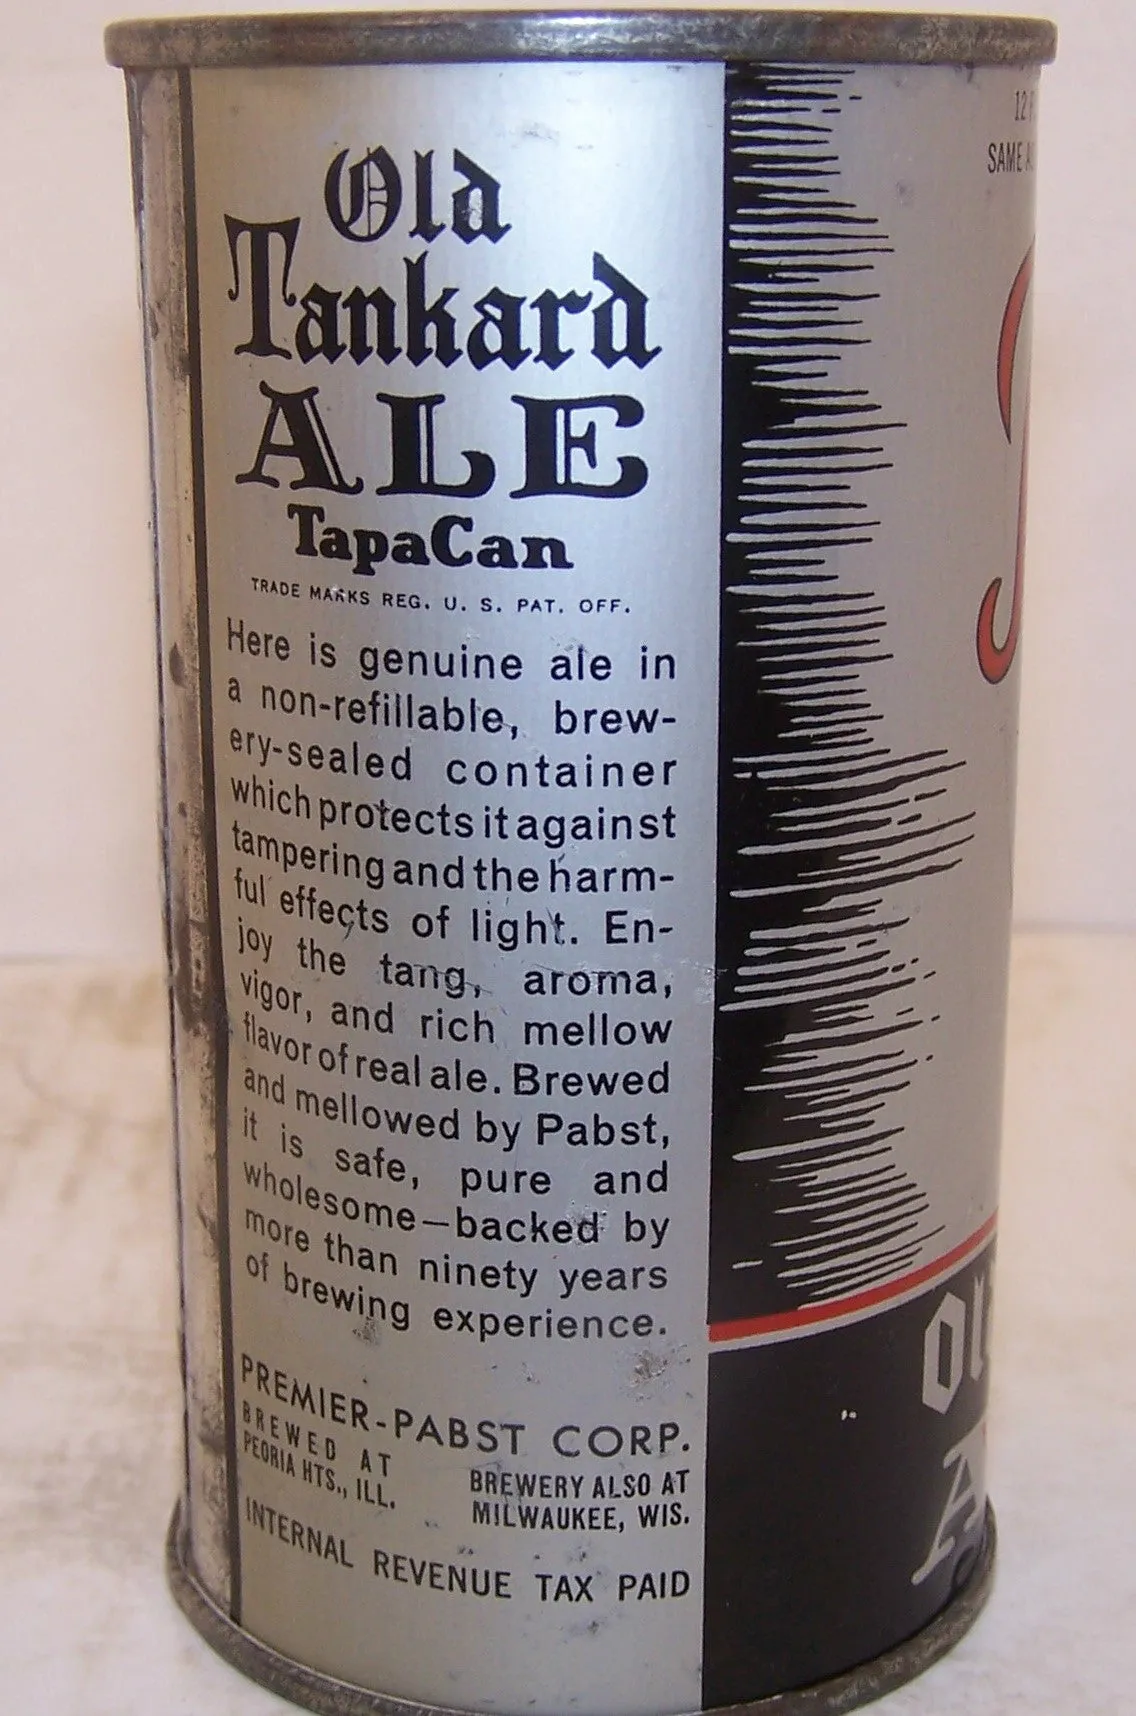 Old
Tankard
ALE
TapaCan
TRADE MARKS REG. U. S. PAT. OFF.
Here is genuine ale in
a non-refillable, brew-
ery-sealed container
which protects it against
tampering and the harm-
ful effects of light. En-
joy the tang, aroma,
vigor, and rich mellow
flavor of real ale. Brewed
and mellowed by Pabst,
it is safe, pure and
wholesome—backed by
more than ninety years
of brewing experience.
PREMIER-PABST CORP.
BREWED AT
PEORIA HTS., ILL.
BREWERY ALSO AT
MILWAUKEE, WIS.
INTERNAL REVENUE TAX PAID
12
SAME